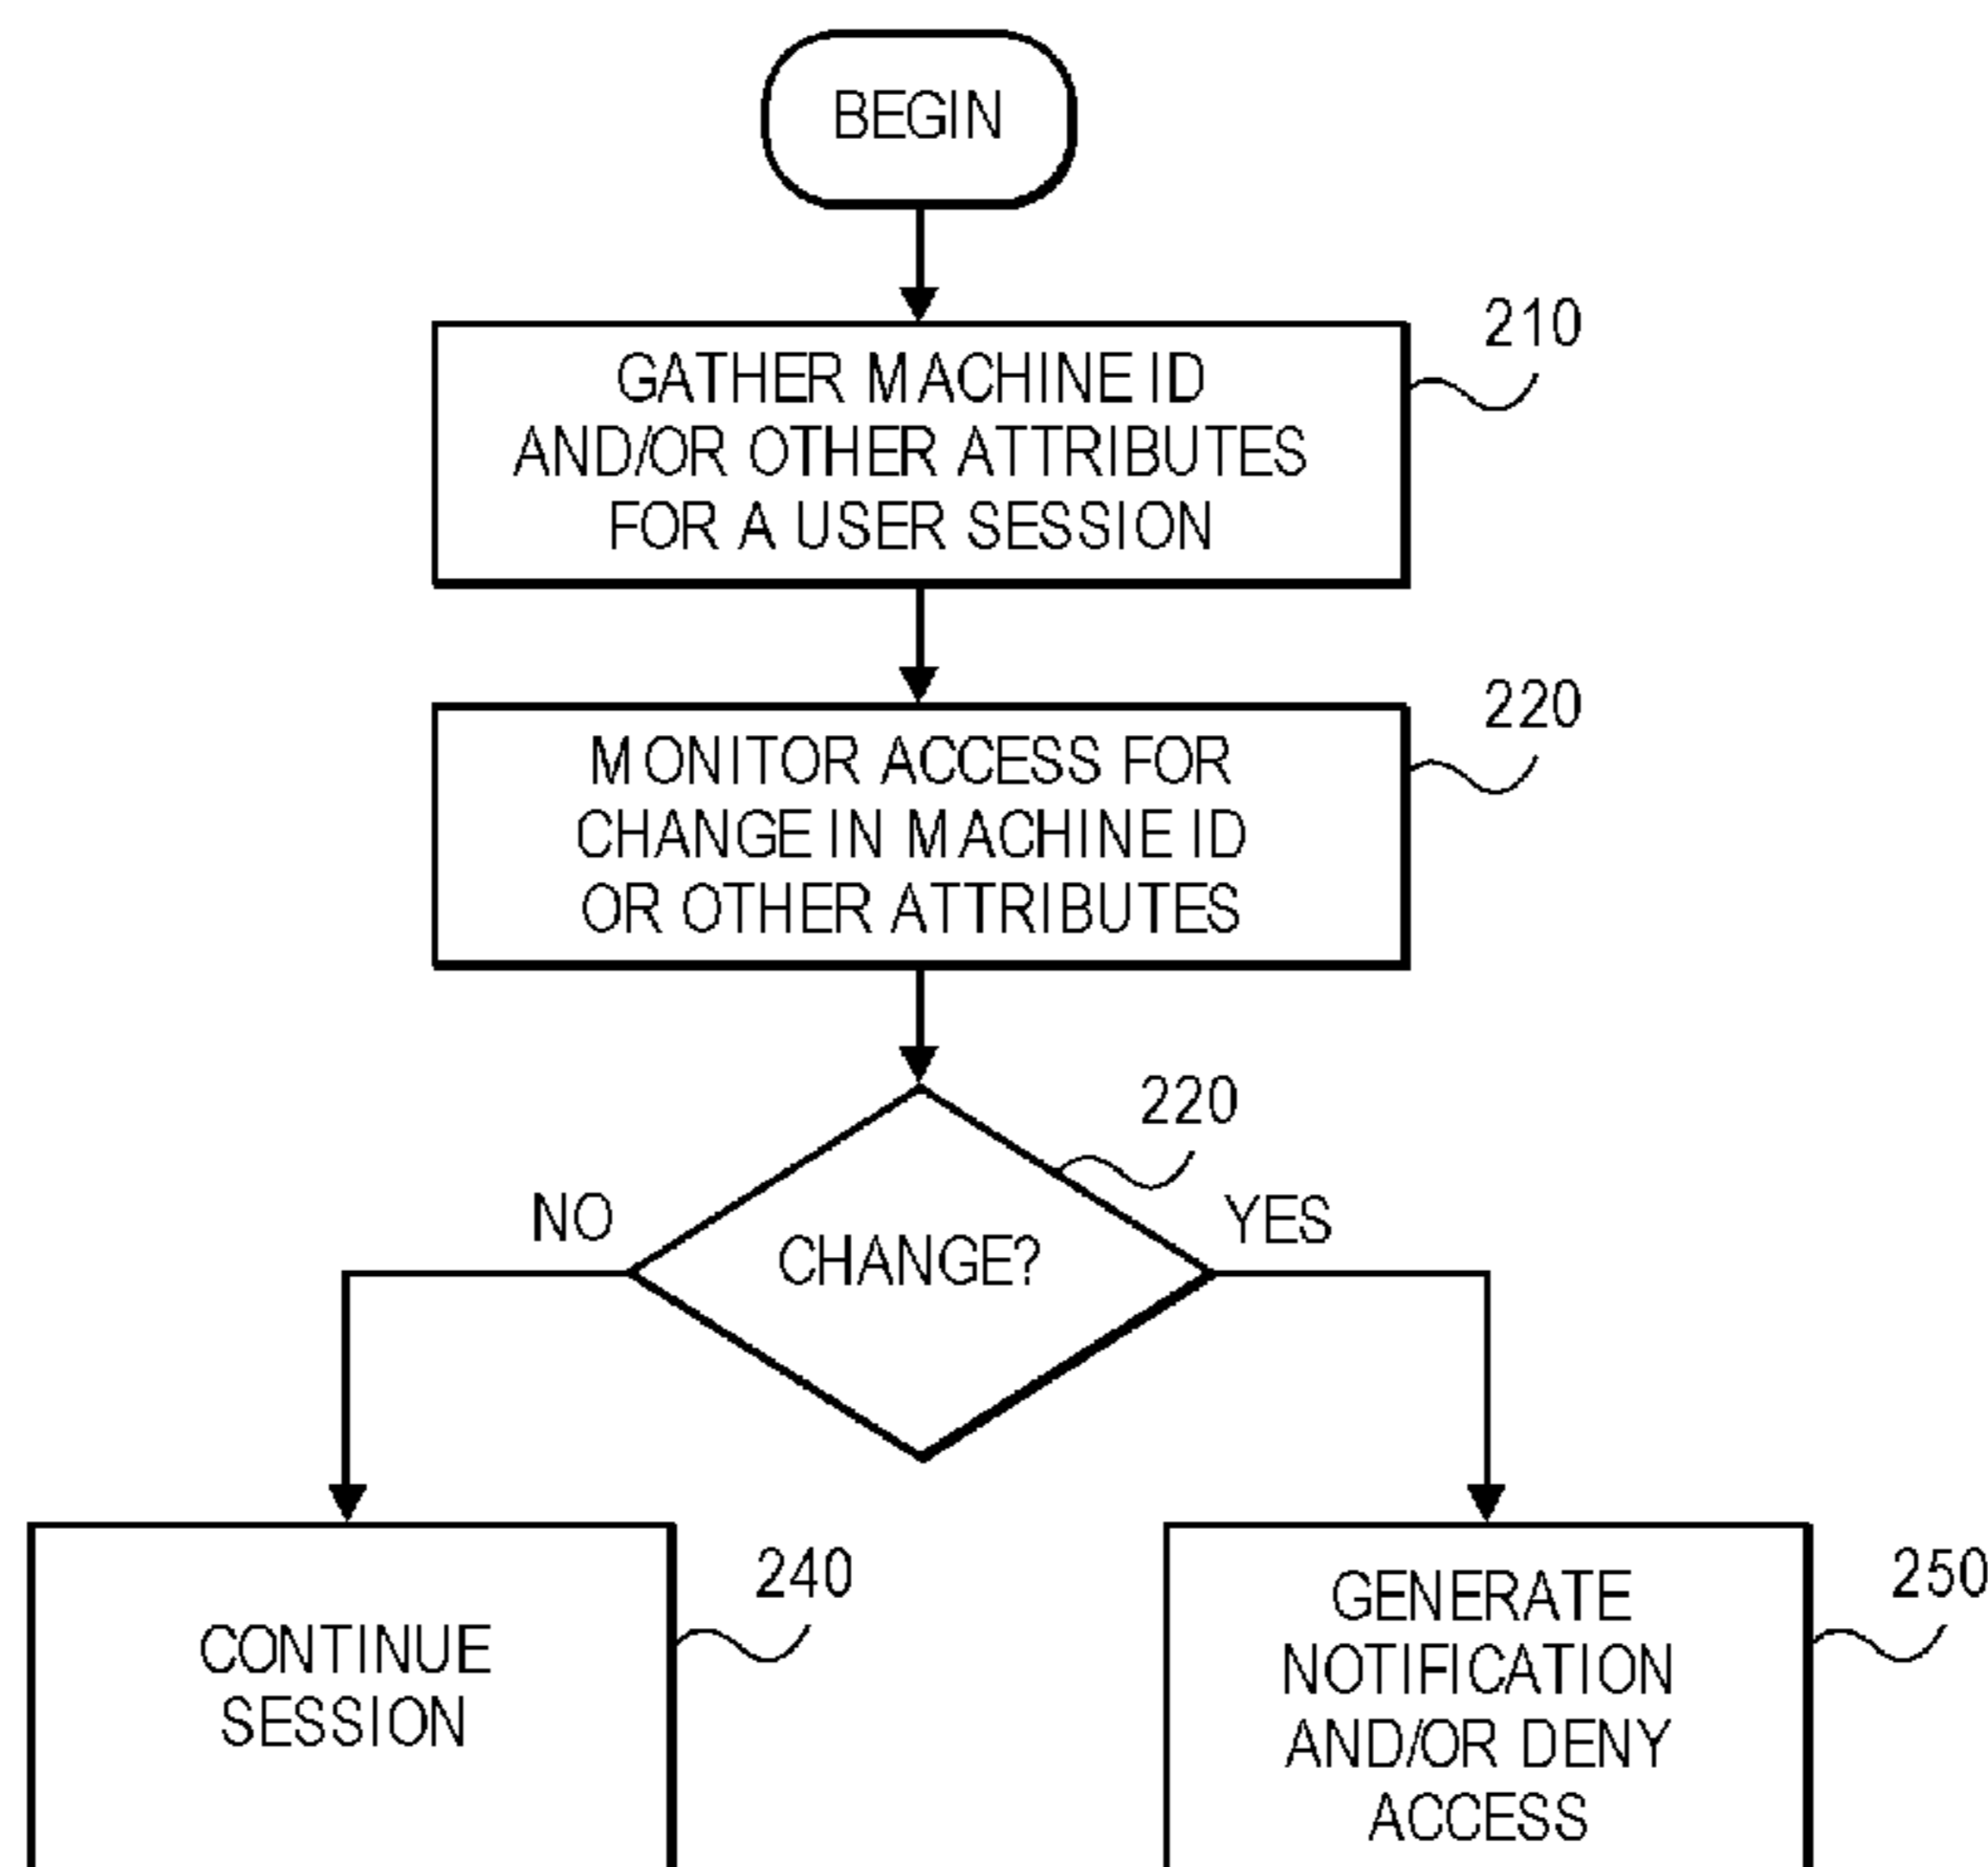 BEGIN
210
GATHER MACHINE ID
AND/OR OTHER ATTRIBUTES
FOR A USER SESSION
220
MONITOR ACCESS FOR
CHANGE IN MACHINE ID
OR OTHER ATTRIBUTES
220
NO
YES
CHANGE?
240
CONTINUE
SESSION
250
GENERATE
NOTIFICATION
AND/OR DENY
ACCESS